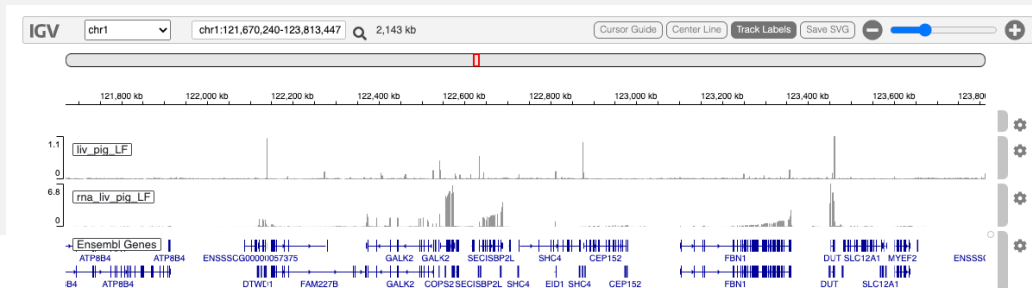 IGV chr1 chr1:121,670,240-123,813,447 2,143 kb Cursor Guide Center Line Track Labels Save SVG
121,800 kb 122,000 kb 122,200 kb 122,400 kb 122,600 kb 122,800 kb 123,000 kb 123,200 kb 123,400 kb 123,600 kb 123,80
1.1
liv_pig_LF
0
6.8
rna_liv_pig_LF
0
Ensembl Genes
ATP8B4 ATP8B4 ENSSSCG00000057375 GALK2 GALK2 SECISBP2L SHC4 CEP152 FBN1 DUT SLC12A1 MYEF2 ENSSS
B4 ATP8B4 DTWD1 FAM227B GALK2 COPS2 SECISBP2L SHC4 EID1 SHC4 CEP152 FBN1 DUT SLC12A1